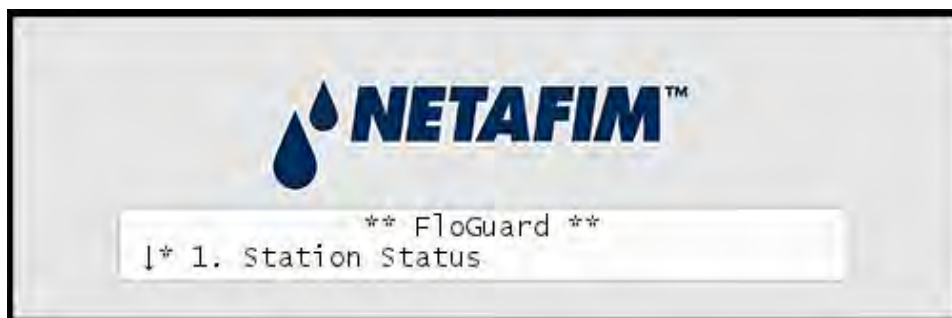 NETAFIM™
** FloGuard **
↓* 1. Station Status